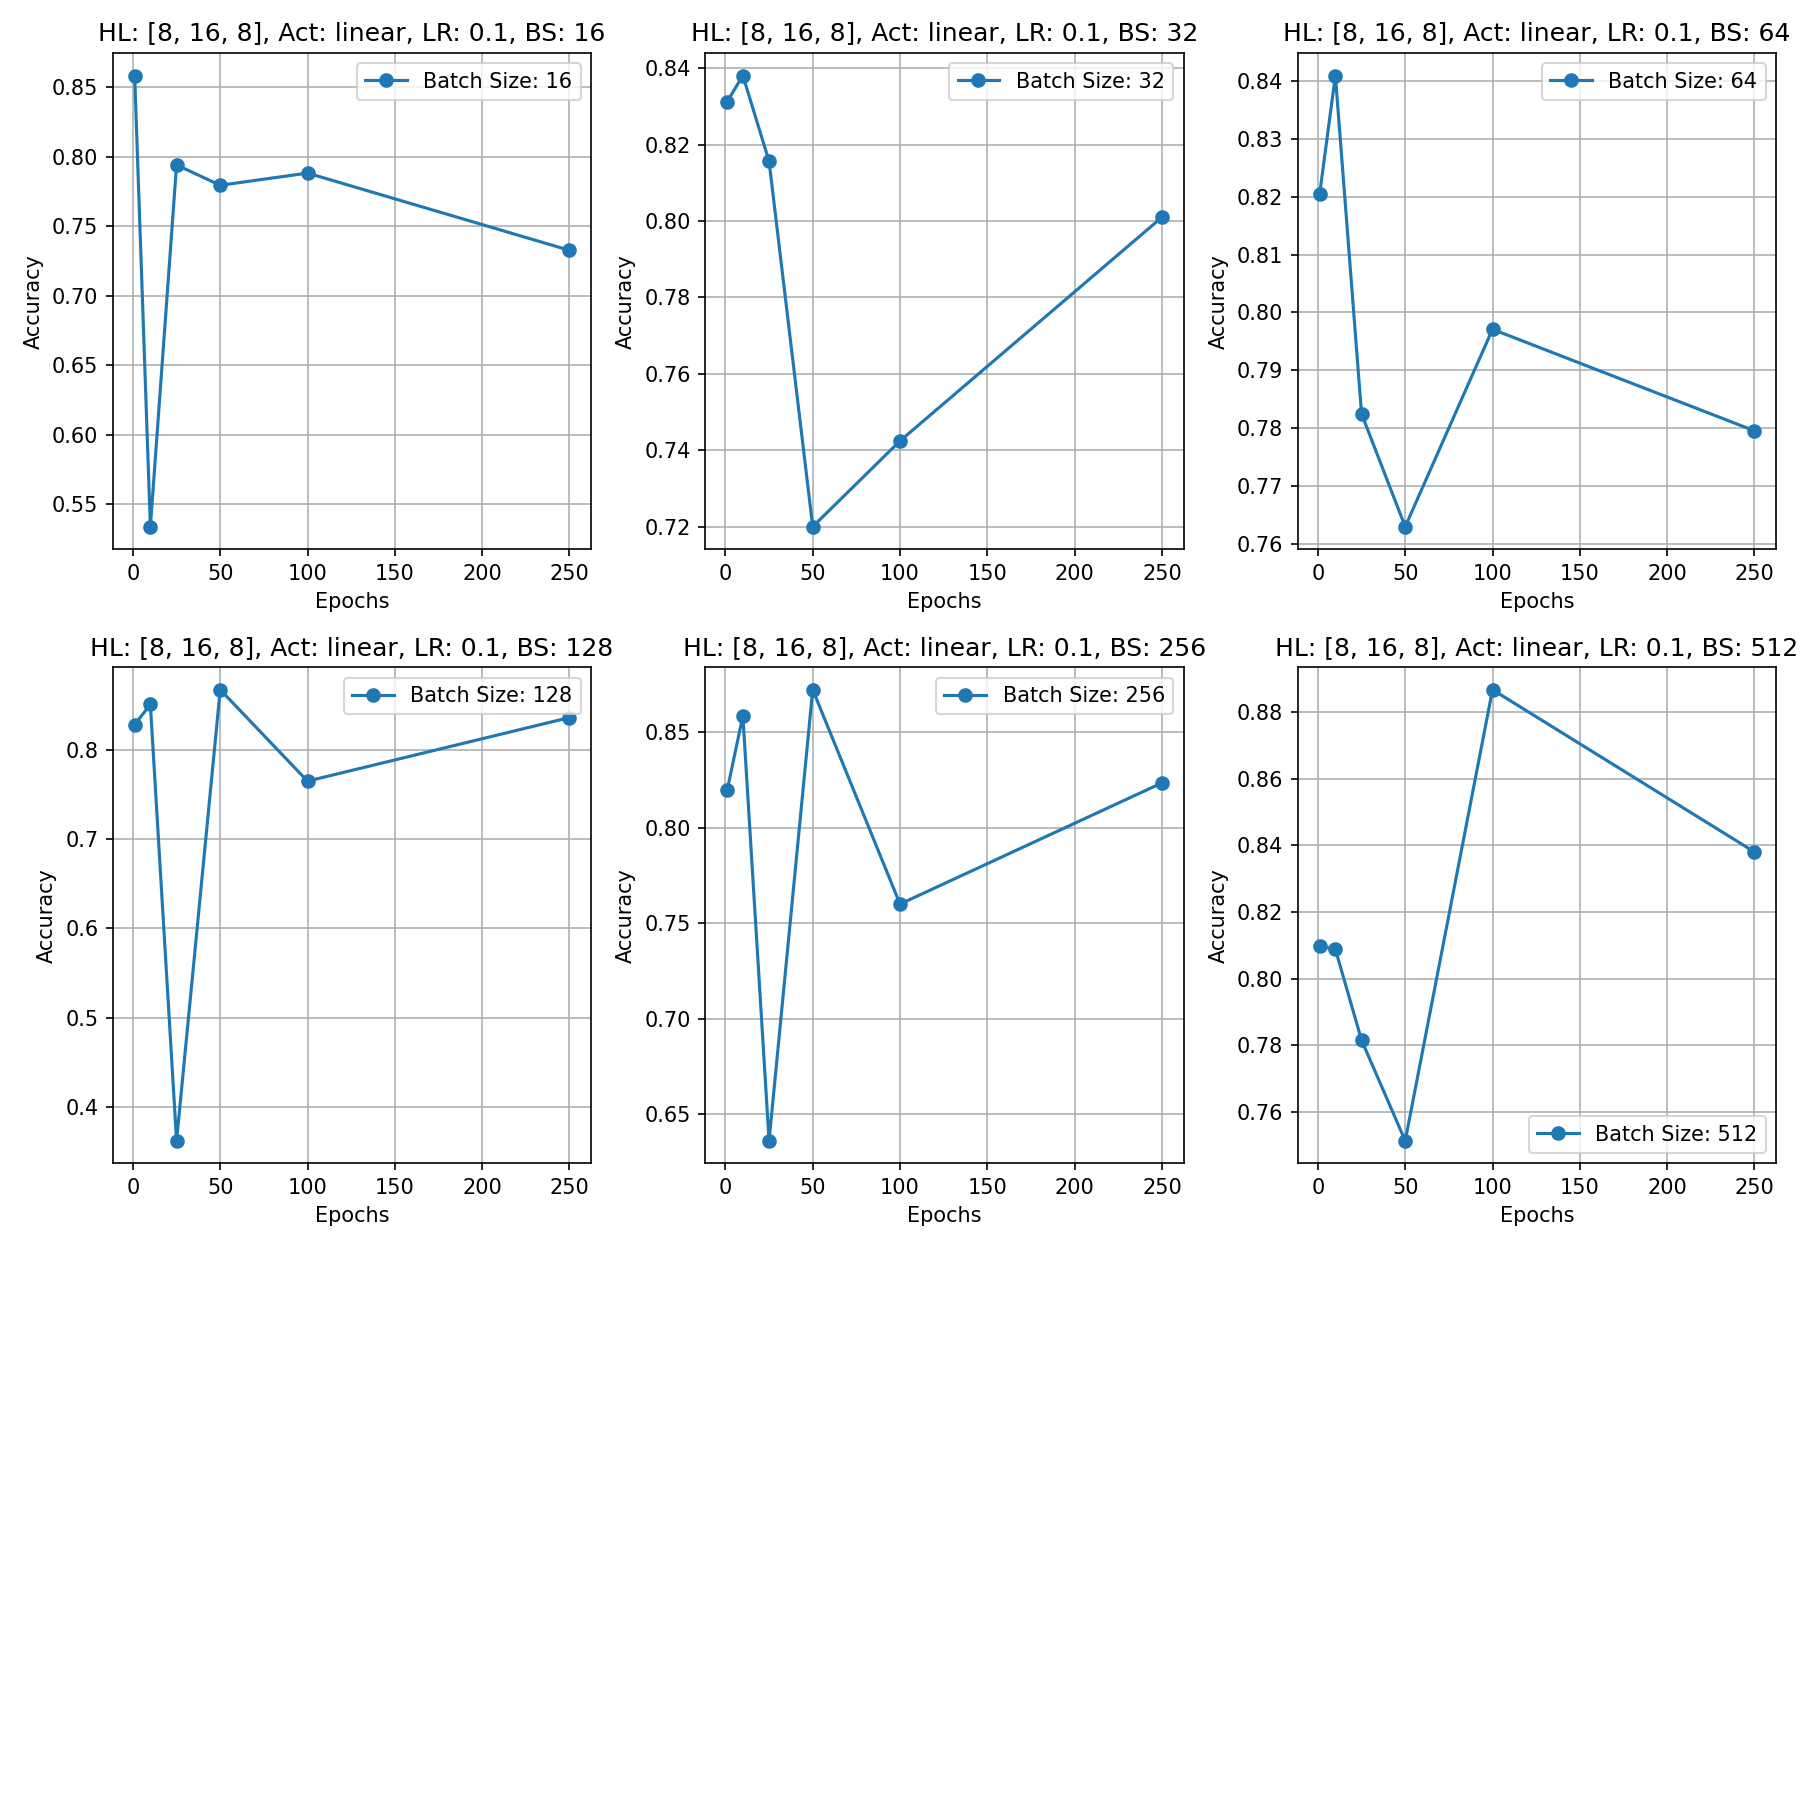 HL: [8, 16, 8], Act: linear, LR: 0.1, BS: 16
Batch Size: 16
Accuracy
0.85
0.80
0.75
0.70
0.65
0.60
0.55
0 50 100 150 200 250
Epochs
HL: [8, 16, 8], Act: linear, LR: 0.1, BS: 32
Batch Size: 32
Accuracy
0.84
0.82
0.80
0.78
0.76
0.74
0.72
0 50 100 150 200 250
Epochs
HL: [8, 16, 8], Act: linear, LR: 0.1, BS: 64
Batch Size: 64
Accuracy
0.84
0.83
0.82
0.81
0.80
0.79
0.78
0.77
0.76
0 50 100 150 200 250
Epochs
HL: [8, 16, 8], Act: linear, LR: 0.1, BS: 128
Batch Size: 128
Accuracy
0.8
0.7
0.6
0.5
0.4
0 50 100 150 200 250
Epochs
HL: [8, 16, 8], Act: linear, LR: 0.1, BS: 256
Batch Size: 256
Accuracy
0.85
0.80
0.75
0.70
0.65
0 50 100 150 200 250
Epochs
HL: [8, 16, 8], Act: linear, LR: 0.1, BS: 512
Accuracy
0.88
0.86
0.84
0.82
0.80
0.78
0.76
Batch Size: 512
0 50 100 150 200 250
Epochs